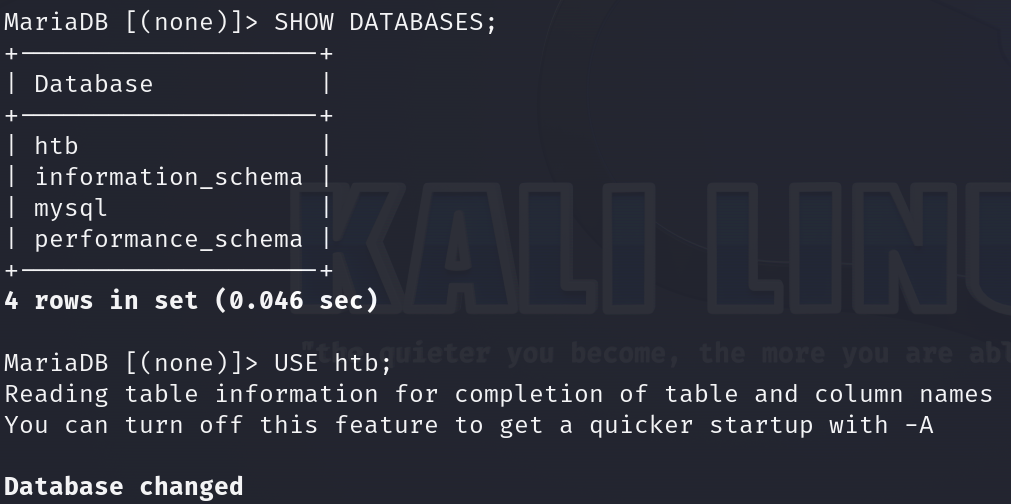 MariaDB [(none)]> SHOW DATABASES;
+--------------------+
| Database           |
+--------------------+
| htb                |
| information_schema |
| mysql              |
| performance_schema |
+--------------------+
4 rows in set (0.046 sec)
KALI LINU
"the quieter you become, the more you are abl
MariaDB [(none)]> USE htb;
Reading table information for completion of table and column names
You can turn off this feature to get a quicker startup with -A
Database changed